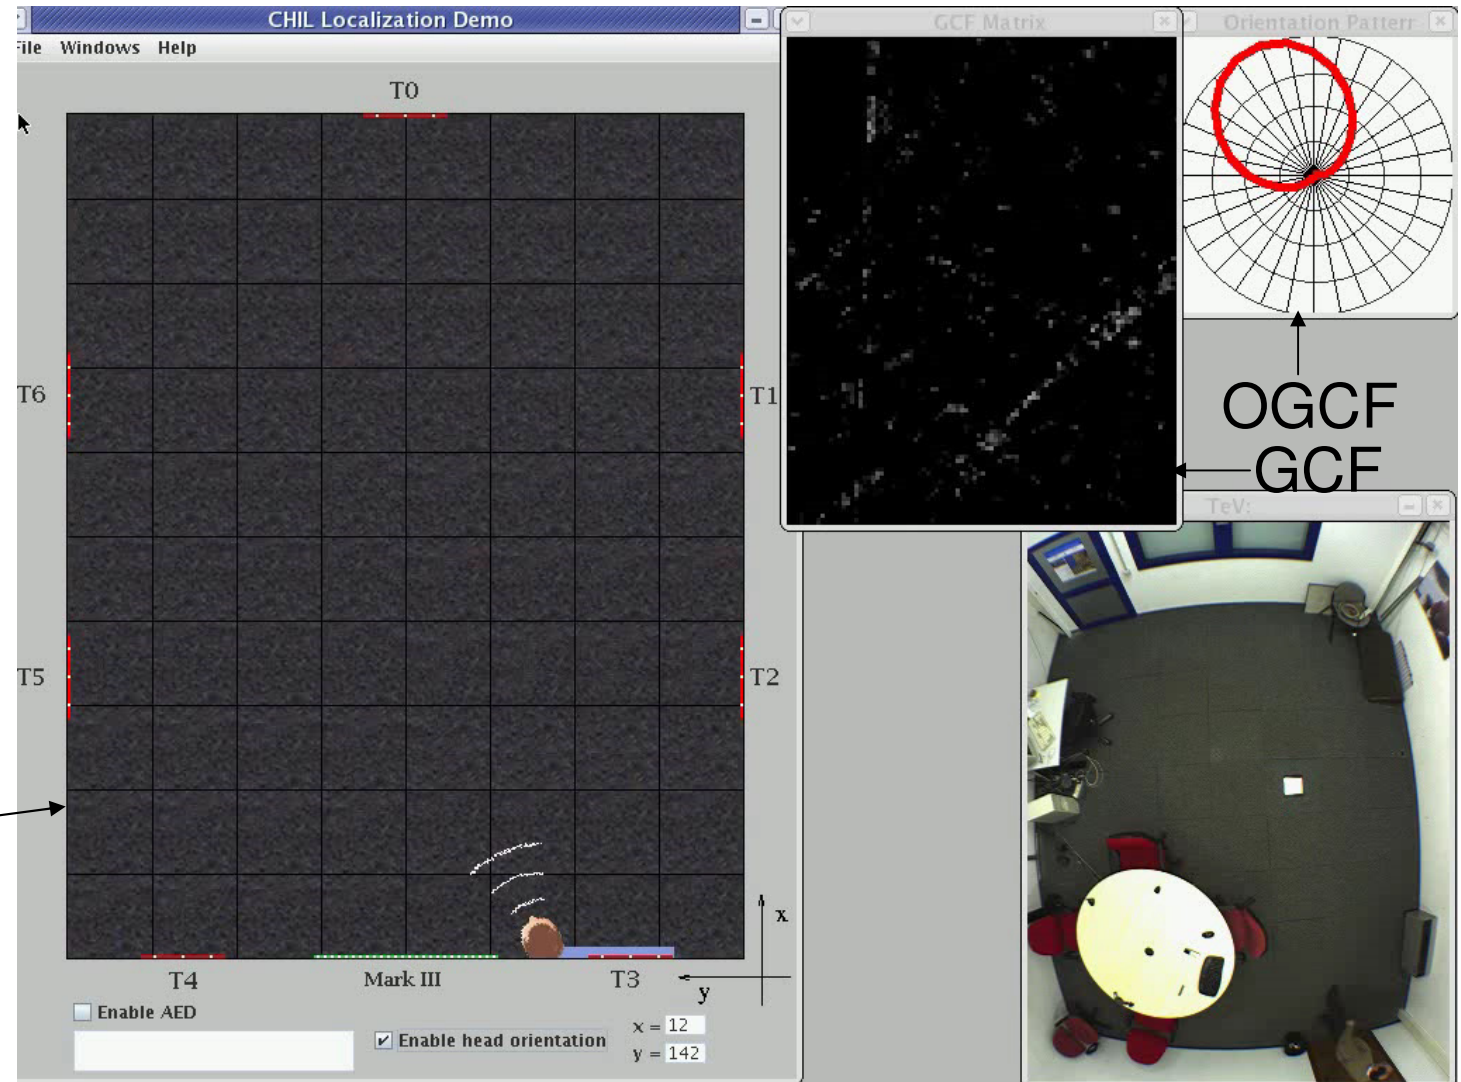 CHIL Localization Demo
File Windows Help
T0
T6
T1
T5
T2
T4
Mark III
T3
x
y
Enable AED
Enable head orientation
x = 12
y = 142
GCF Matrix
Orientation Pattern
OGCF
GCF
TeV: